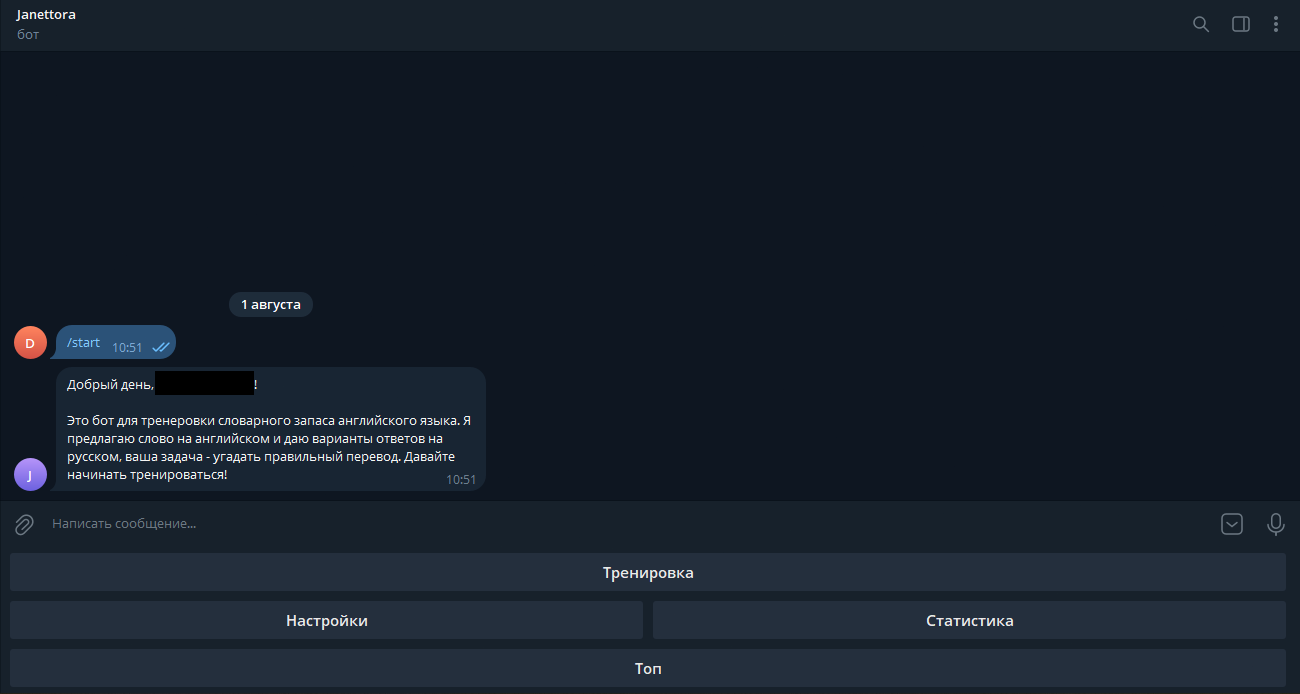 Janettora
бот
1 августа
D
/start 10:51
Добрый день, !
Это бот для тренеровки словарного запаса английского языка. Я
предлагаю слово на английском и даю варианты ответов на
русском, ваша задача - угадать правильный перевод. Давайте
начинать тренироваться!
10:51
J
Написать сообщение...
Тренировка
Настройки
Статистика
Топ